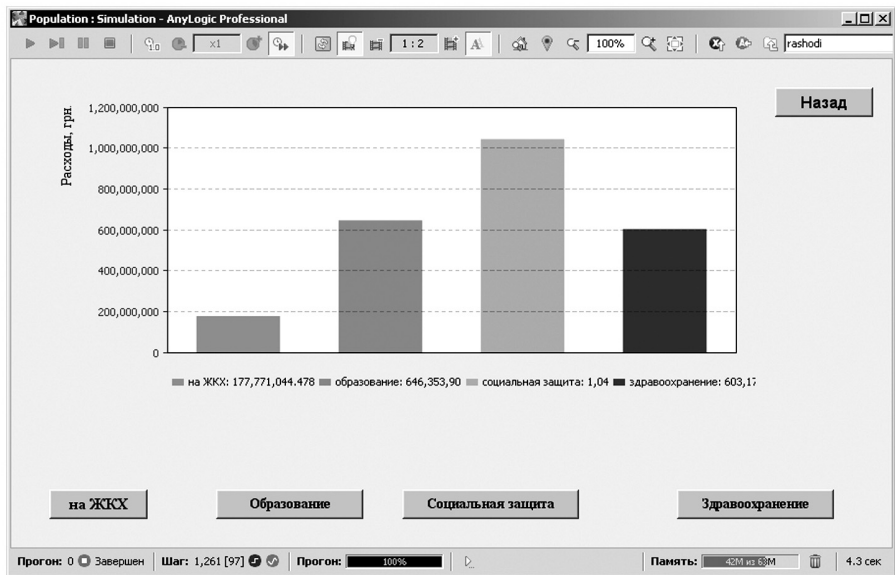 Population : Simulation - AnyLogic Professional
x1 1:2 100% rashodi
Назад
Расходы, грн.
1,200,000,000
1,000,000,000
800,000,000
600,000,000
400,000,000
200,000,000
0
на ЖКХ: 177,771,044.478 образование: 646,353,90 социальная защита: 1,04 здравоохранение: 603,17
на ЖКХ Образование Социальная защита Здравоохранение
Прогон: 0 Завершен Шаг: 1,261 [97] Прогон: 100% Память: 42M из 63M 4.3 сек